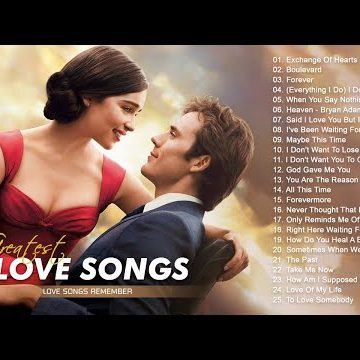 01. Exchange Of Hearts
02. Boulevard
03. Forever
04. (Everything I Do) I Do
05. When You Say Nothin
06. Heaven - Bryan Adam
07. Said I Love You But I
08. I've Been Waiting Fo
09. Maybe This Time
10. I Don't Want To Lose
11. I Don't Want You To G
12. God Gave Me You
13. You Are The Reason
14. All This Time
15. Forevermore
16. Never Thought That I
17. Only Reminds Me Of
18. Right Here Waiting F
19. How Do You Heal A B
20. Sometimes When We
21. The Past
22. Take Me Now
23. How Am I Supposed
24. Love Of My Life
25. To Love Somebody
Greatest
LOVE SONGS
LOVE SONGS REMEMBER